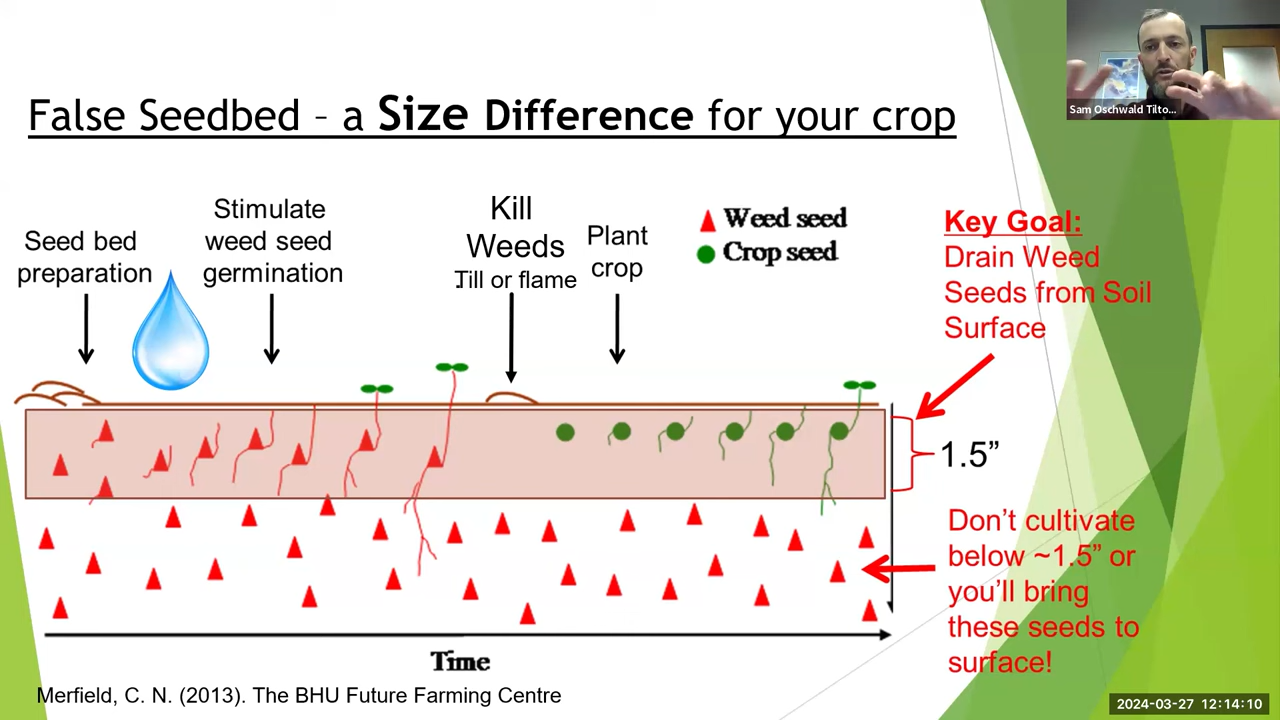 Sam Oschwald Tilto...
False Seedbed – a Size Difference for your crop
Seed bed
preparation
Stimulate
weed seed
germination
Kill
Weeds
Till or flame
Plant
crop
Weed seed
Crop seed
Key Goal:
Drain Weed
Seeds from Soil
Surface
1.5”
Don’t cultivate
below ~1.5” or
you’ll bring
these seeds to
surface!
Time
Merfield, C. N. (2013). The BHU Future Farming Centre
2024-03-27 12:14:10